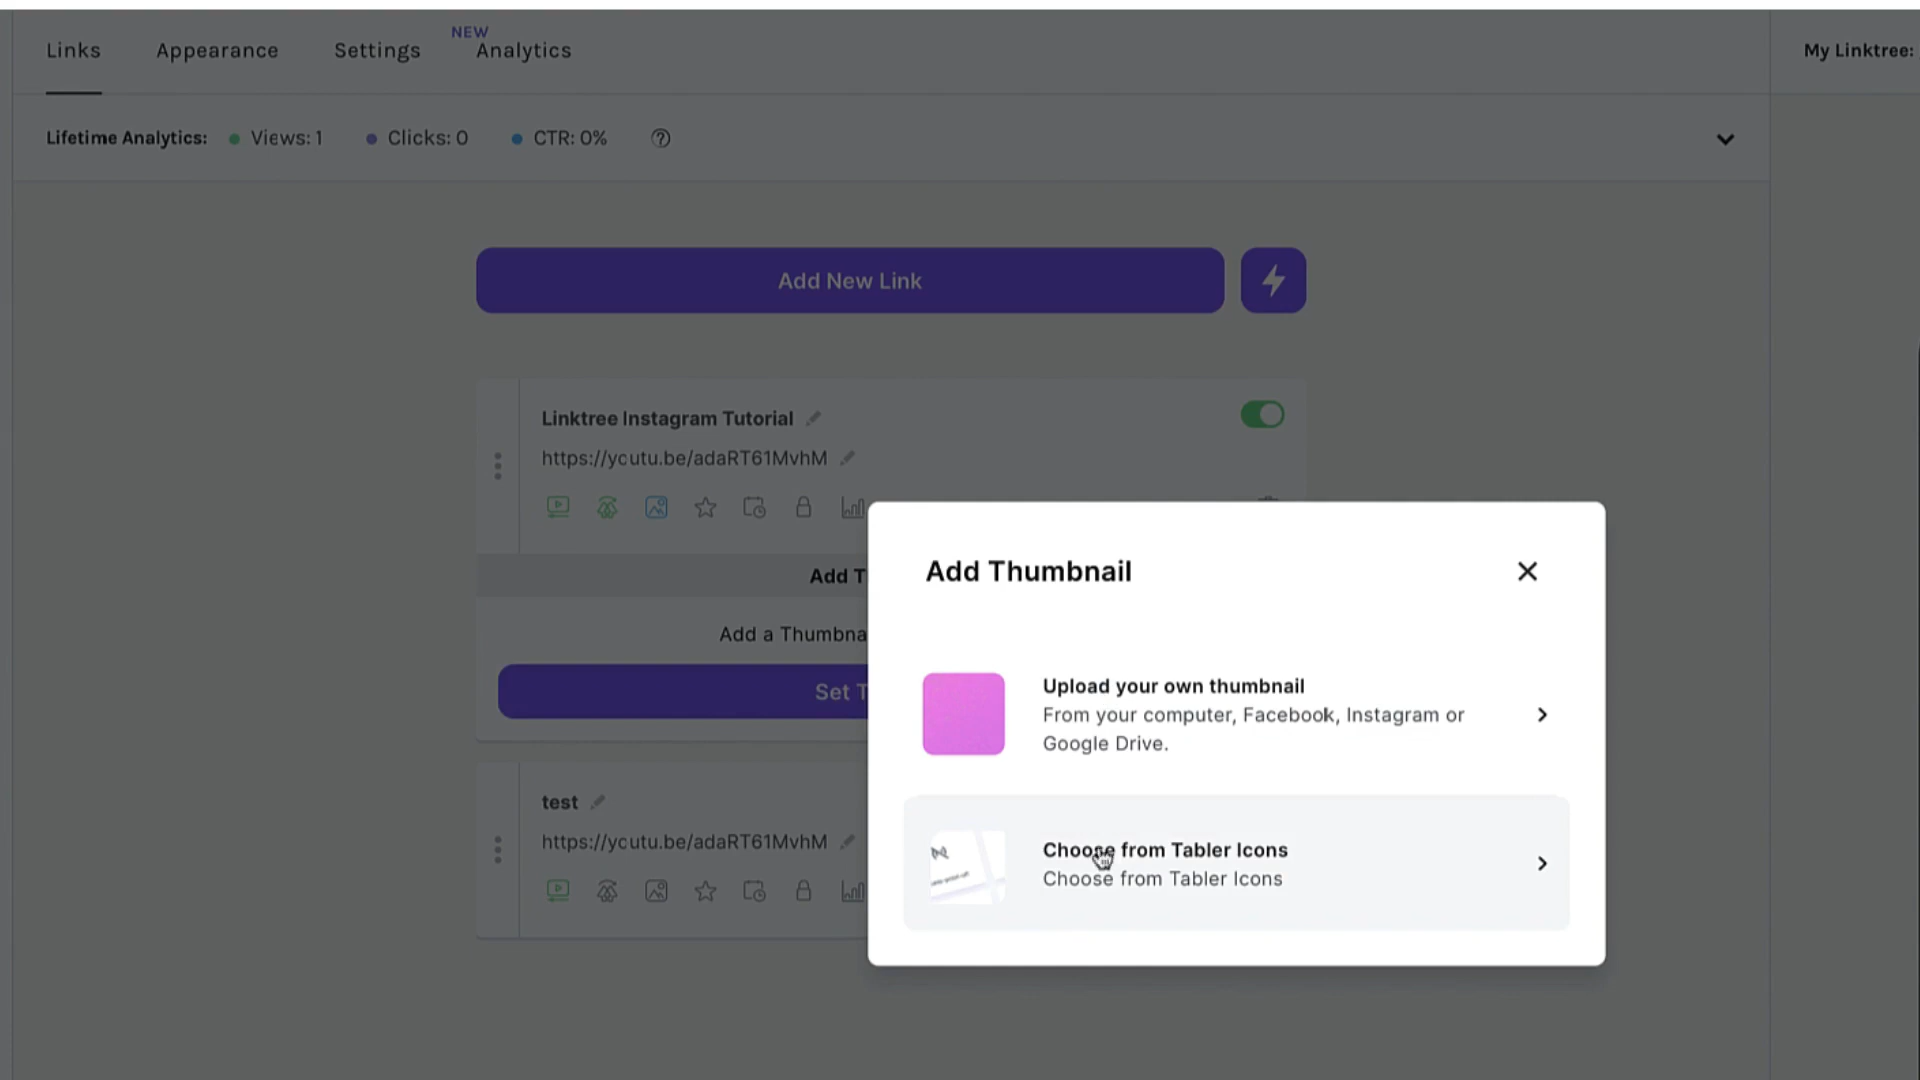 Links
Appearance
Settings
NEW
Analytics
My Linktree:
Lifetime Analytics:
Views: 1
Clicks: 0
CTR: 0%
Add New Link
Linktree Instagram Tutorial
https://youtu.be/adaRT61MvhM
Add T
Add a Thumbna
Set T
test
https://youtu.be/adaRT61MvhM
Add Thumbnail
Upload your own thumbnail
From your computer, Facebook, Instagram or
Google Drive.
Choose from Tabler Icons
Choose from Tabler Icons